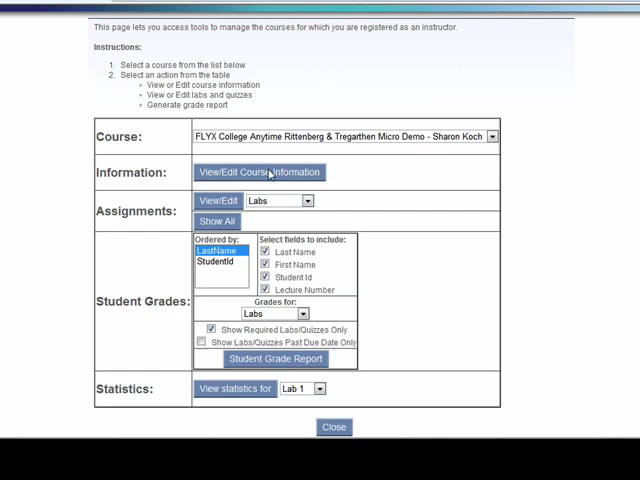 This page lets you access tools to manage the courses for which you are registered as an instructor.
Instructions:
1. Select a course from the list below
2. Select an action from the table
• View or Edit course information
• View or Edit labs and quizzes
• Generate grade report
Course: FLYX College Anytime Rittenberg & Tregarthen Micro Demo - Sharon Koch
Information: View/Edit Course Information
Assignments: View/Edit Labs
Show All
Student Grades:
Ordered by:
LastName
StudentId
Select fields to include:
Last Name
First Name
Student Id
Lecture Number
Grades for:
Labs
Show Required Labs/Quizzes Only
Show Labs/Quizzes Past Due Date Only
Student Grade Report
Statistics: View statistics for Lab 1
Close